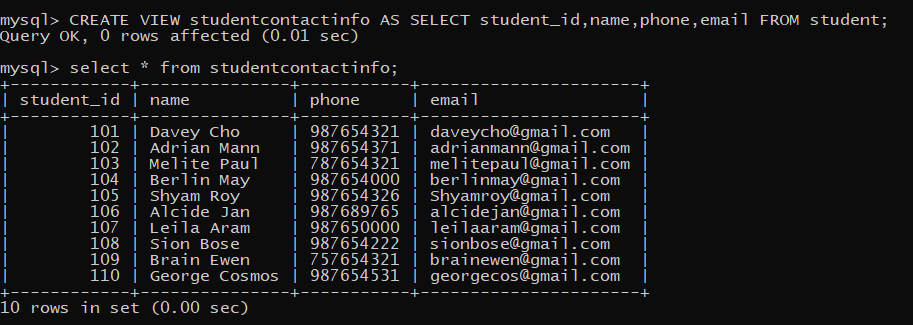 mysql> CREATE VIEW studentcontactinfo AS SELECT student_id,name,phone,email FROM student;
Query OK, 0 rows affected (0.01 sec)
mysql> select * from studentcontactinfo;
+------------+---------------+-----------+----------------------+
| student_id | name          | phone     | email                |
+------------+---------------+-----------+----------------------+
|        101 | Davey Cho     | 987654321 | daveycho@gmail.com   |
|        102 | Adrian Mann   | 987654371 | adrianmann@gmail.com |
|        103 | Melite Paul   | 787654321 | melitepaul@gmail.com |
|        104 | Berlin May    | 987654000 | berlinmay@gmail.com  |
|        105 | Shyam Roy     | 987654326 | Shyamroy@gmail.com   |
|        106 | Alcide Jan    | 987689765 | alcidejan@gmail.com  |
|        107 | Leila Aram    | 987650000 | leilaaram@gmail.com  |
|        108 | Sion Bose     | 987654222 | sionbose@gmail.com   |
|        109 | Brain Ewen    | 757654321 | brainewen@gmail.com  |
|        110 | George Cosmos | 987654531 | georgecos@gmail.com  |
+------------+---------------+-----------+----------------------+
10 rows in set (0.00 sec)